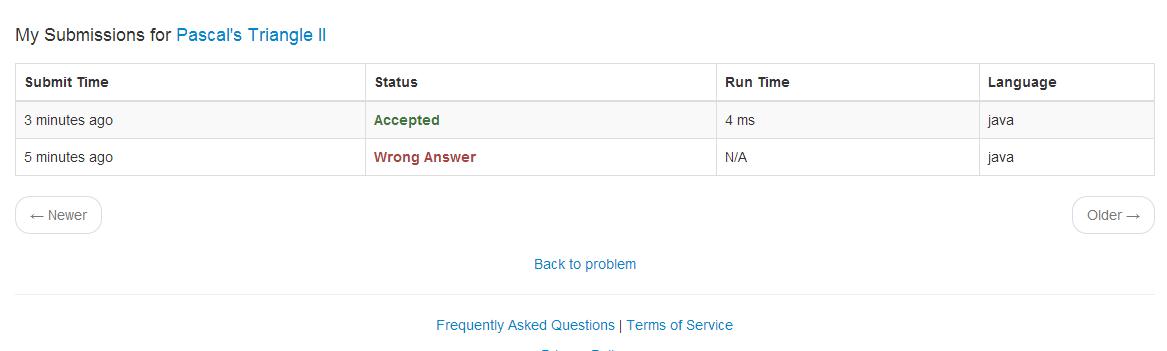 My Submissions for Pascal's Triangle II
Submit Time Status Run Time Language
3 minutes ago Accepted 4 ms java
5 minutes ago Wrong Answer N/A java
← Newer Older →
Back to problem
Frequently Asked Questions | Terms of Service